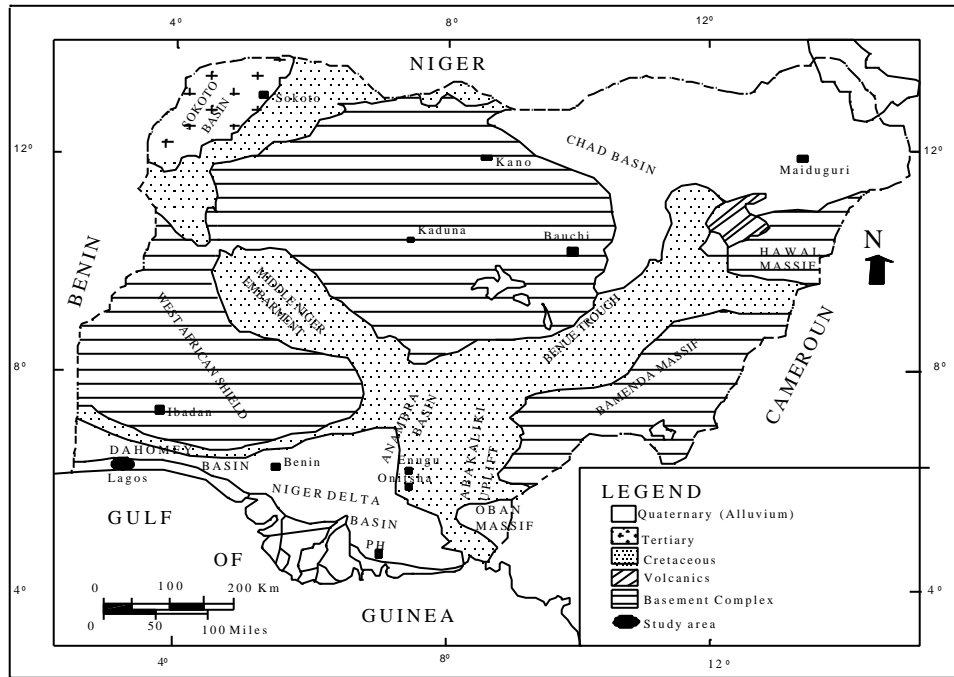 4° 8° 12°
NIGER
SOKOTO
BASIN
Sokoto
12° 12°
CHAD BASIN
Kano
Maiduguri
Kaduna
Bauchi
N
HAWAL
MASSIF
BENIN
MIDDLE NIGER
EMBARMENT
WEST AFRICAN SHIELD
BENUE TROUGH
8° 8°
BAMENDA MASSIF
CAMEROUN
Ibadan
ANAMBRA
BASIN
DAHOMEY
BASIN
Benin
Enugu
Onitsha
ABAKALIKI
UPLIFT
Lagos
NIGER DELTA
BASIN
OBAN
MASSIF
GULF
PH
OF
GUINEA
LEGEND
Quaternary (Alluvium)
Tertiary
Cretaceous
Volcanics
Basement Complex
Study area
4° 4°
0 100 200 Km
0 50 100 Miles
4° 8° 12°